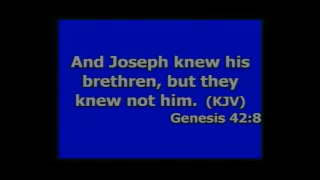 And Joseph knew his
brethren, but they
knew not him. (KJV)
Genesis 42:8